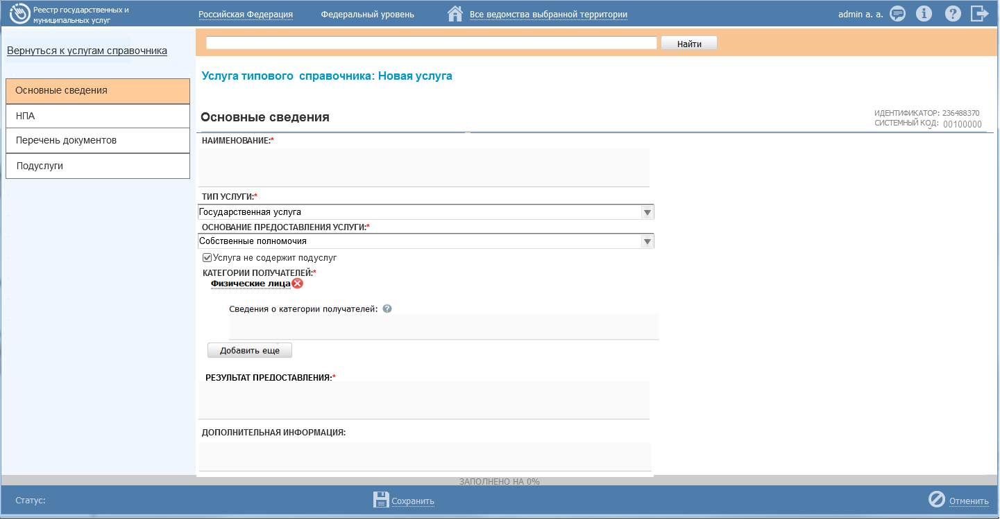 Реестр государственных и
муниципальных услуг
Российская Федерация
Федеральный уровень
Все ведомства выбранной территории
admin a. a.
Вернуться к услугам справочника
Найти
Основные сведения
НПА
Перечень документов
Подуслуги
Услуга типового справочника: Новая услуга
Основные сведения
ИДЕНТИФИКАТОР: 236488370
СИСТЕМНЫЙ КОД: 00100000
НАИМЕНОВАНИЕ:*
ТИП УСЛУГИ:*
Государственная услуга
ОСНОВАНИЕ ПРЕДОСТАВЛЕНИЯ УСЛУГИ:*
Собственные полномочия
Услуга не содержит подуслуг
КАТЕГОРИИ ПОЛУЧАТЕЛЕЙ:*
Физические лица
Сведения о категории получателей: ?
Добавить еще
РЕЗУЛЬТАТ ПРЕДОСТАВЛЕНИЯ:*
ДОПОЛНИТЕЛЬНАЯ ИНФОРМАЦИЯ:
ЗАПОЛНЕНО НА 0%
Статус:
Сохранить
Отменить